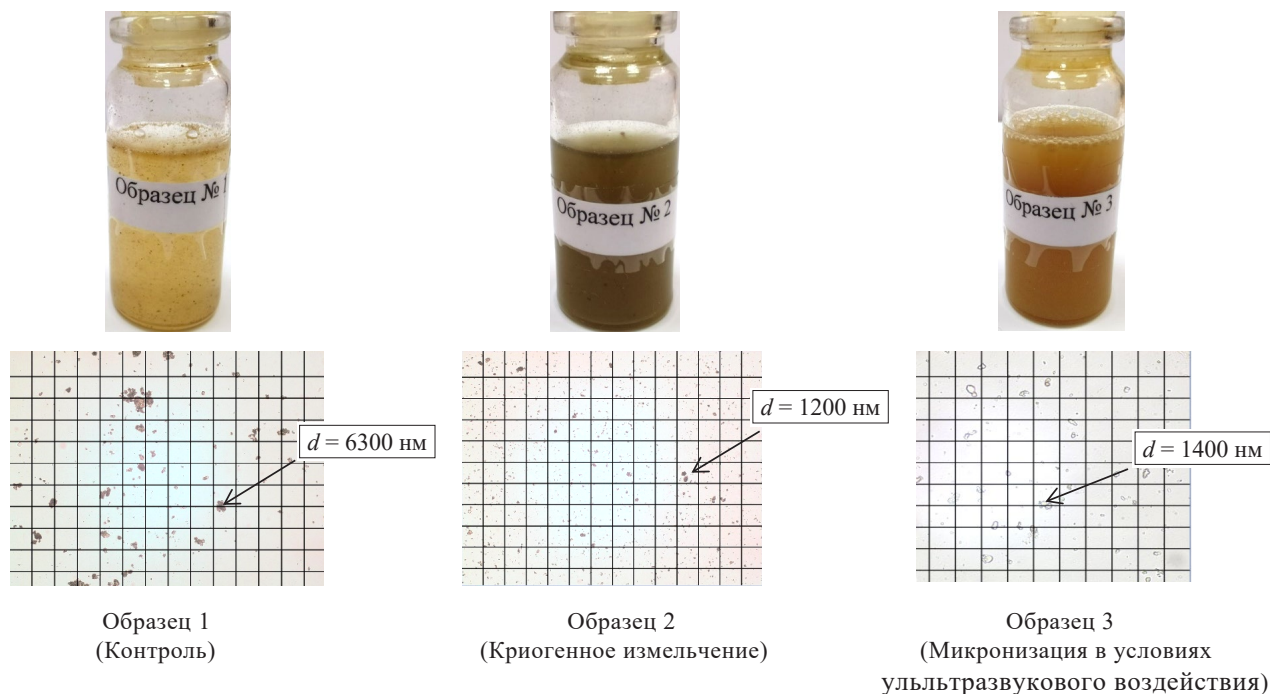 Образец № 1
Образец № 2
Образец № 3
d = 6300 нм
d = 1200 нм
d = 1400 нм
Образец 1
(Контроль)
Образец 2
(Криогенное измельчение)
Образец 3
(Микронизация в условиях
ульльтразвукового воздействия)